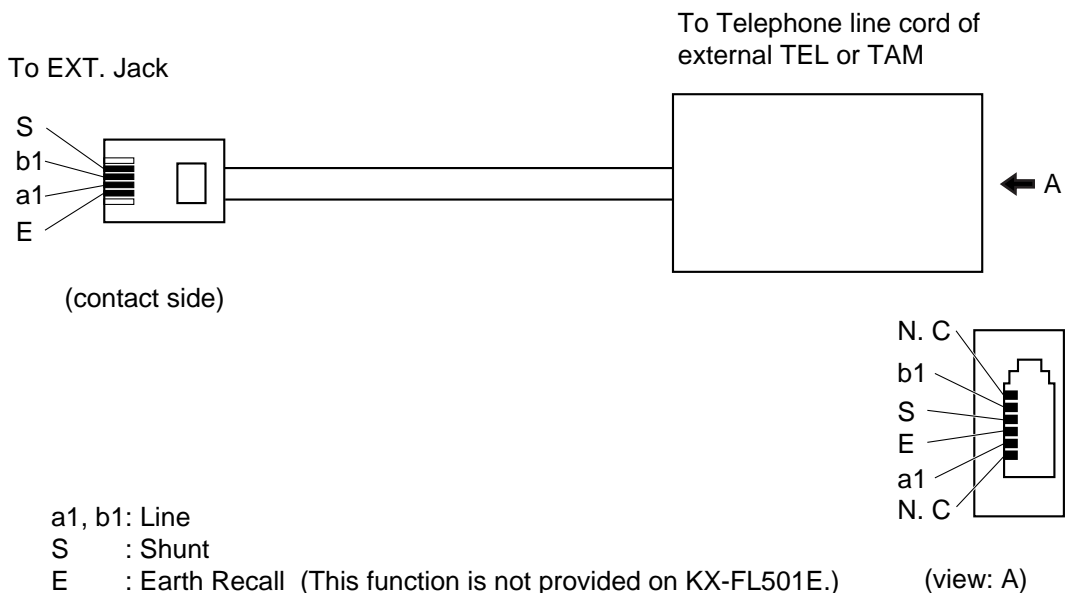 To Telephone line cord of
external TEL or TAM
To EXT. Jack
S
b1
a1
E
A
(contact side)
N. C
b1
S
E
a1
N. C
a1, b1: Line
S : Shunt
E : Earth Recall (This function is not provided on KX-FL501E.)
(view: A)